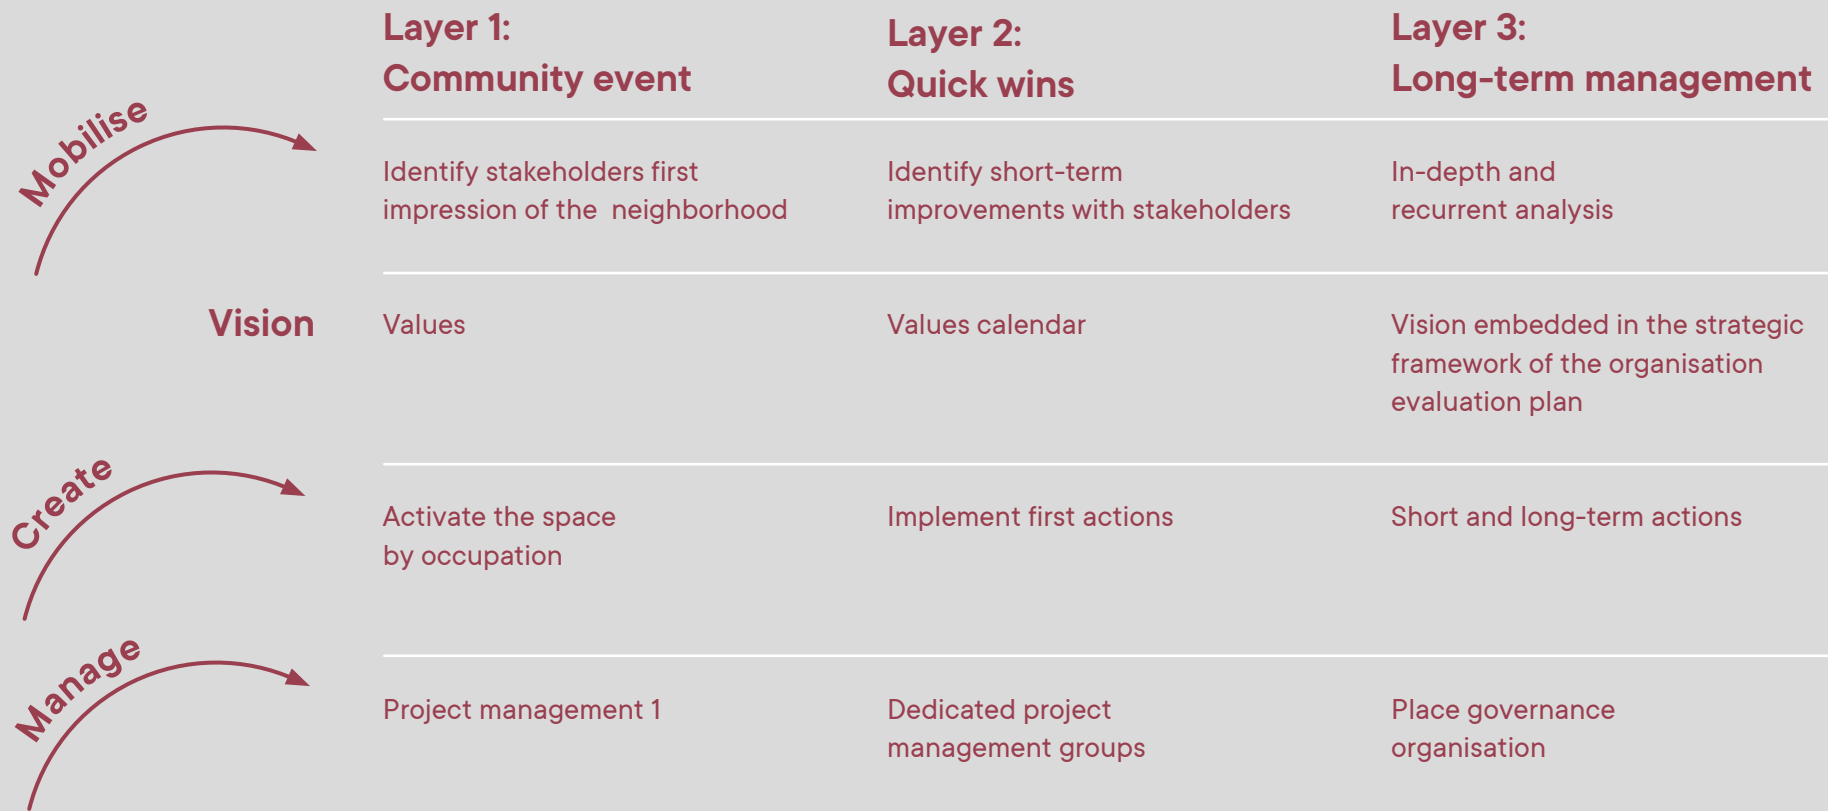 Layer 1:
Community event
Layer 2:
Quick wins
Layer 3:
Long-term management
Mobilise
Identify stakeholders first
impression of the  neighborhood
Identify short-term
improvements with stakeholders
In-depth and
recurrent analysis
Vision
Values
Values calendar
Vision embedded in the strategic
framework of the organisation
evaluation plan
Create
Activate the space
by occupation
Implement first actions
Short and long-term actions
Manage
Project management 1
Dedicated project
management groups
Place governance
organisation